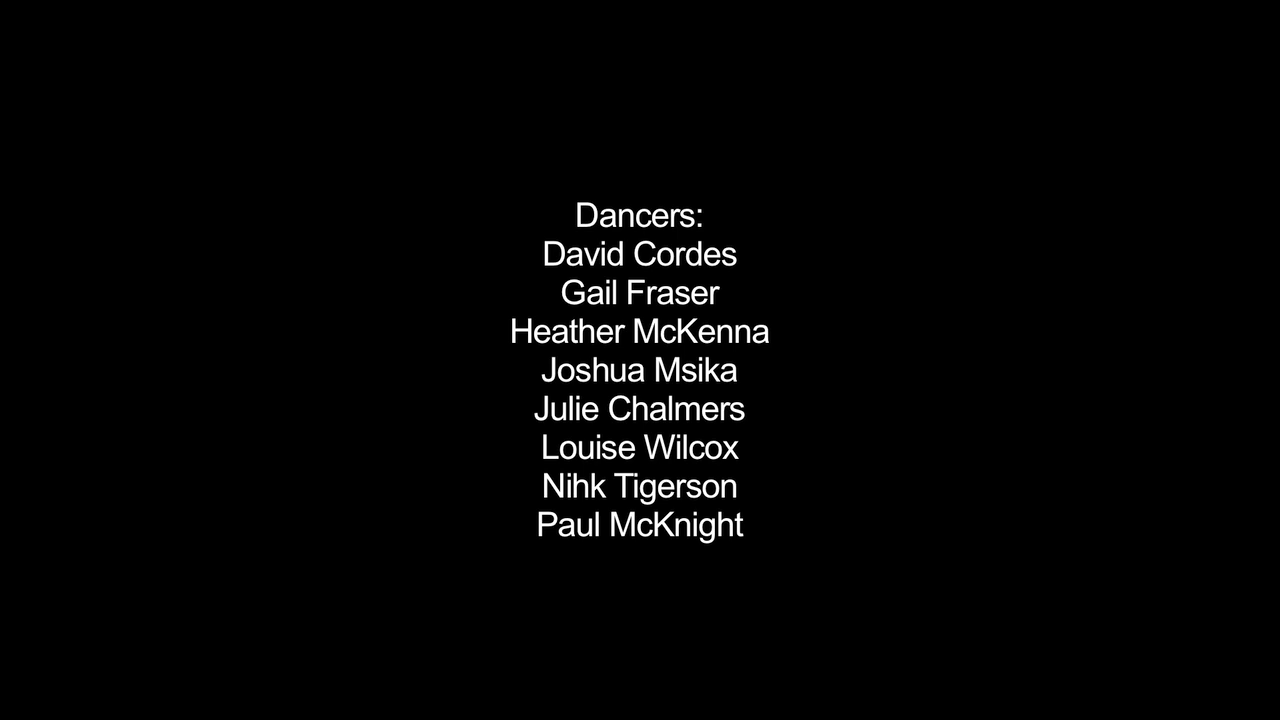 Dancers:
David Cordes
Gail Fraser
Heather McKenna
Joshua Msika
Julie Chalmers
Louise Wilcox
Nihk Tigerson
Paul McKnight